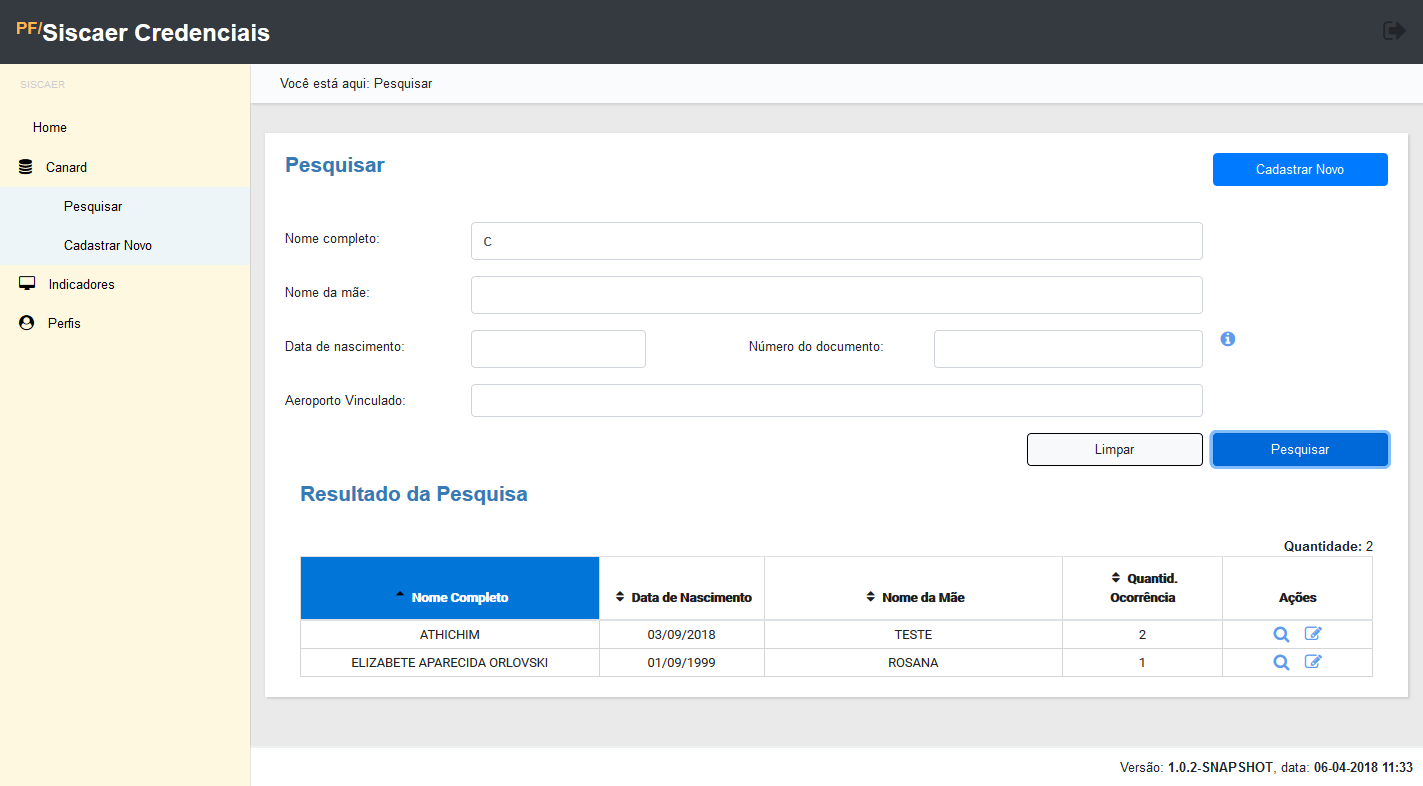 PF/Siscaer Credenciais
SISCAER
Você está aqui: Pesquisar
Home
Canard
Pesquisar
Cadastrar Novo
Indicadores
Perfis
Pesquisar
Cadastrar Novo
Nome completo: C
Nome da mãe:
Data de nascimento: Número do documento:
Aeroporto Vinculado:
Limpar Pesquisar
Resultado da Pesquisa
Quantidade: 2
Nome Completo Data de Nascimento Nome da Mãe Quantid. Ocorrência Ações
ATHICHIM 03/09/2018 TESTE 2
ELIZABETE APARECIDA ORLOVSKI 01/09/1999 ROSANA 1
Versão: 1.0.2-SNAPSHOT, data: 06-04-2018 11:33